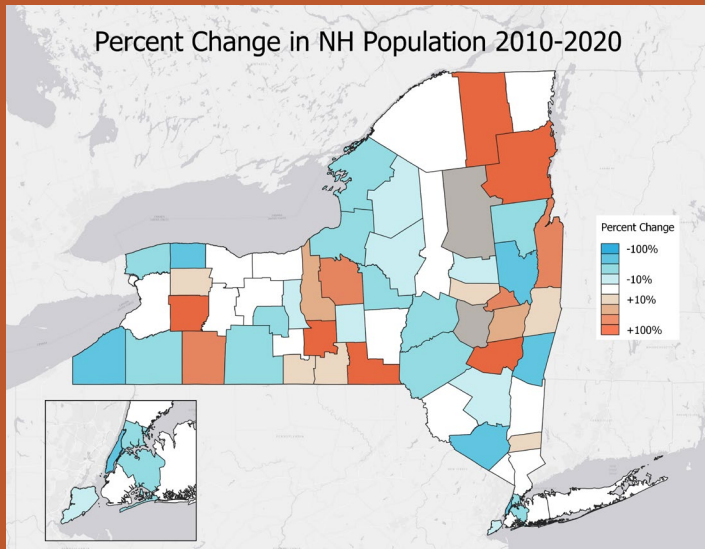 Percent Change in NH Population 2010-2020
Percent Change
-100%
-10%
+10%
+100%